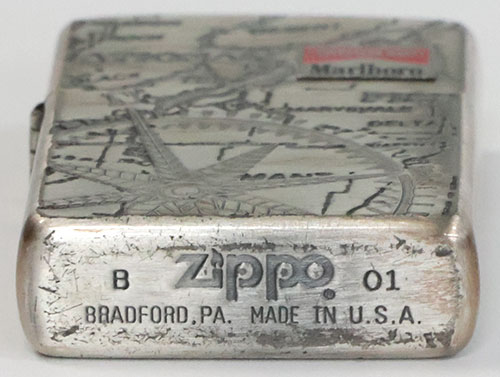 Marlboro
B Zippo 01
BRADFORD, PA. MADE IN U.S.A.